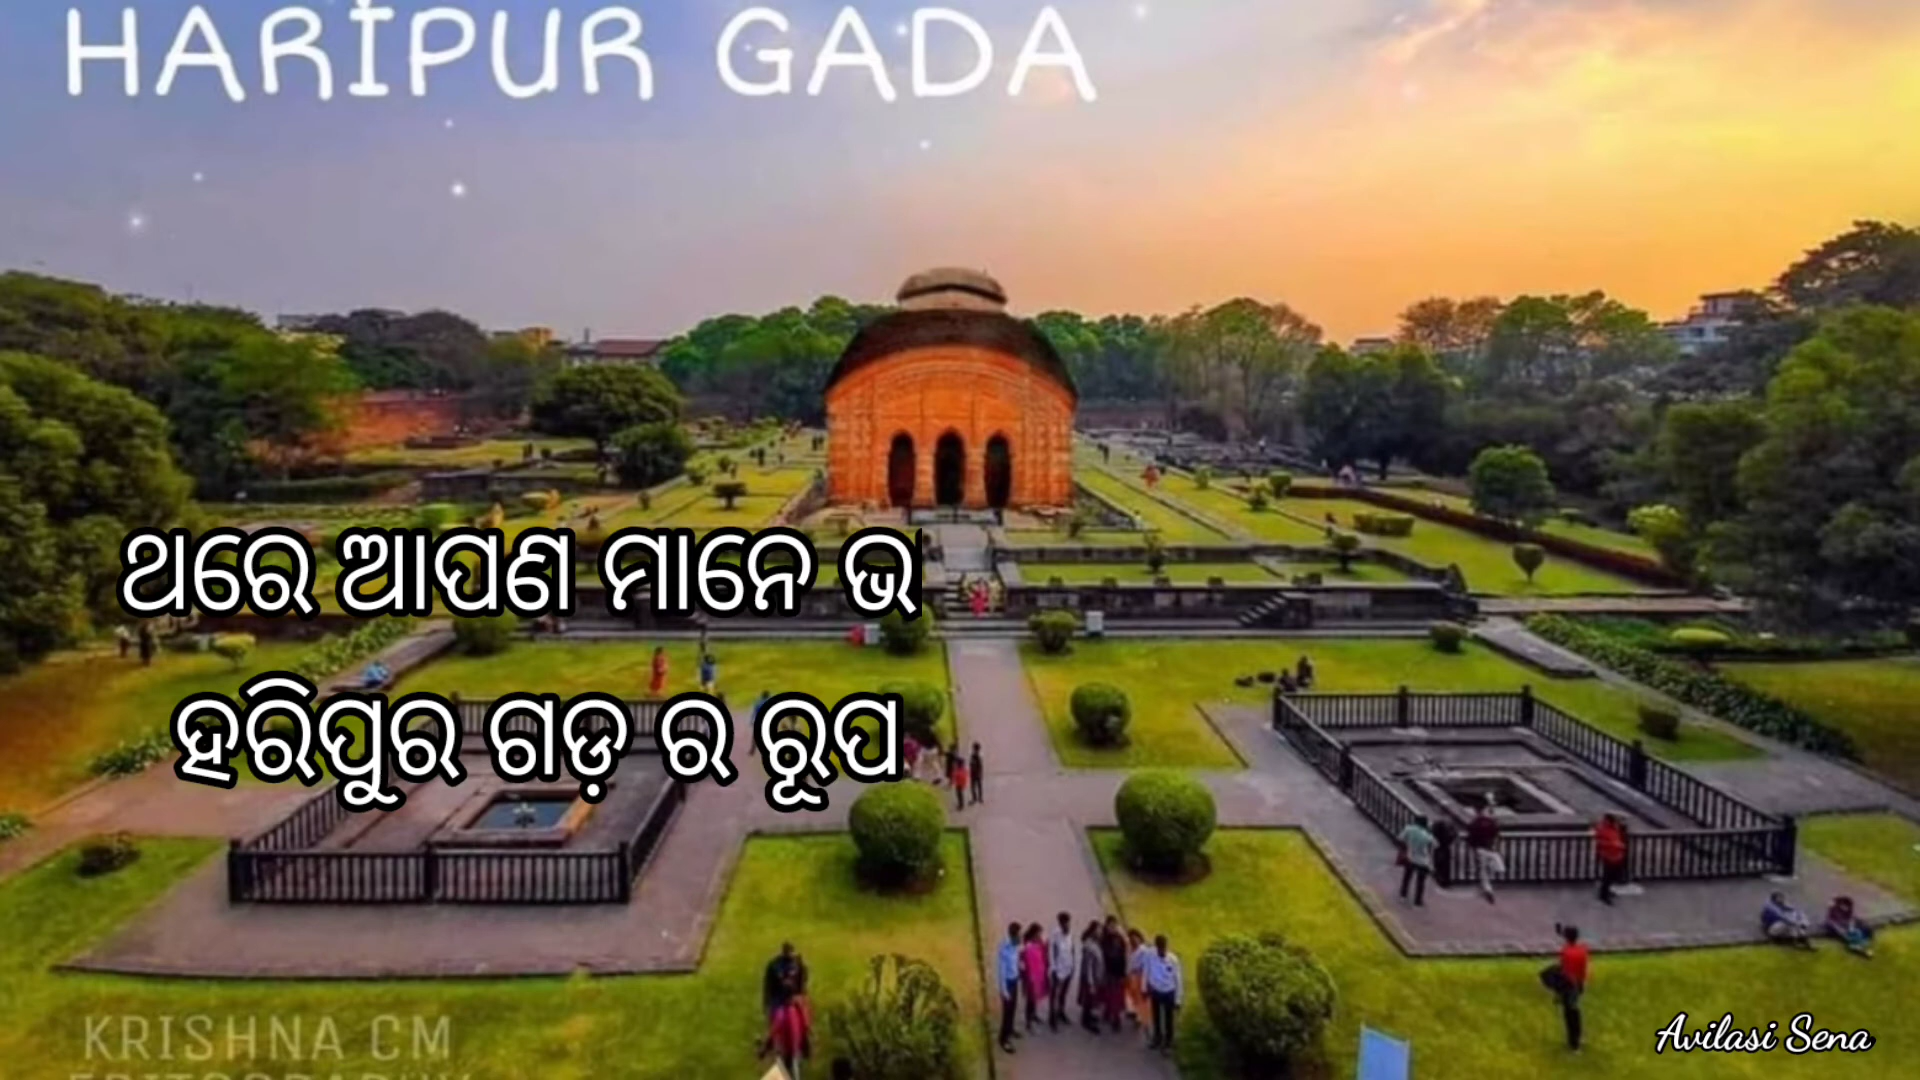 HARIPUR GADA
ଥରେ ଆପଣ ମାନେ ଭ
ହରିପୁର ଗଡ଼ ର ରୂପ
KRISHNA CM
Avilasi Sena